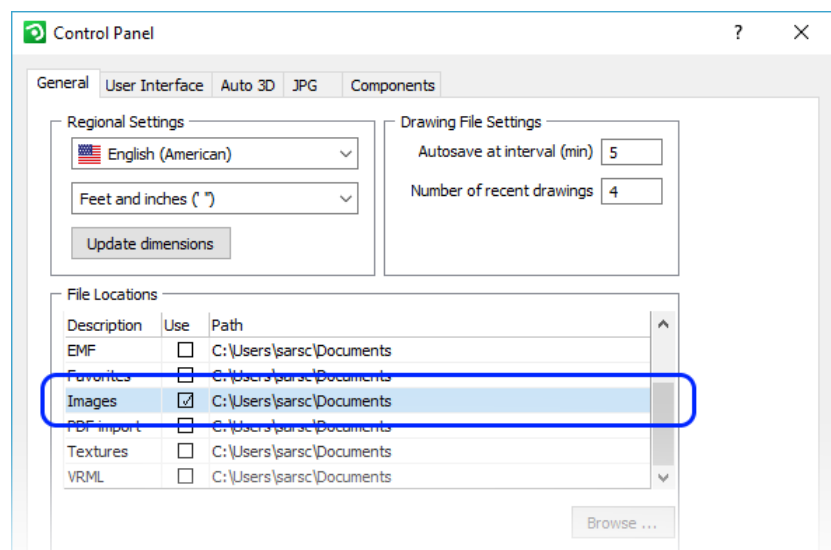 Control Panel
General User Interface Auto 3D JPG Components
Regional Settings
English (American)
Feet and inches (' ")
Update dimensions
Drawing File Settings
Autosave at interval (min) 5
Number of recent drawings 4
File Locations
Description Use Path
EMF C:\Users\sarsc\Documents
Favorites C:\Users\sarsc\Documents
Images C:\Users\sarsc\Documents
PDF import C:\Users\sarsc\Documents
Textures C:\Users\sarsc\Documents
VRML C:\Users\sarsc\Documents
Browse ...